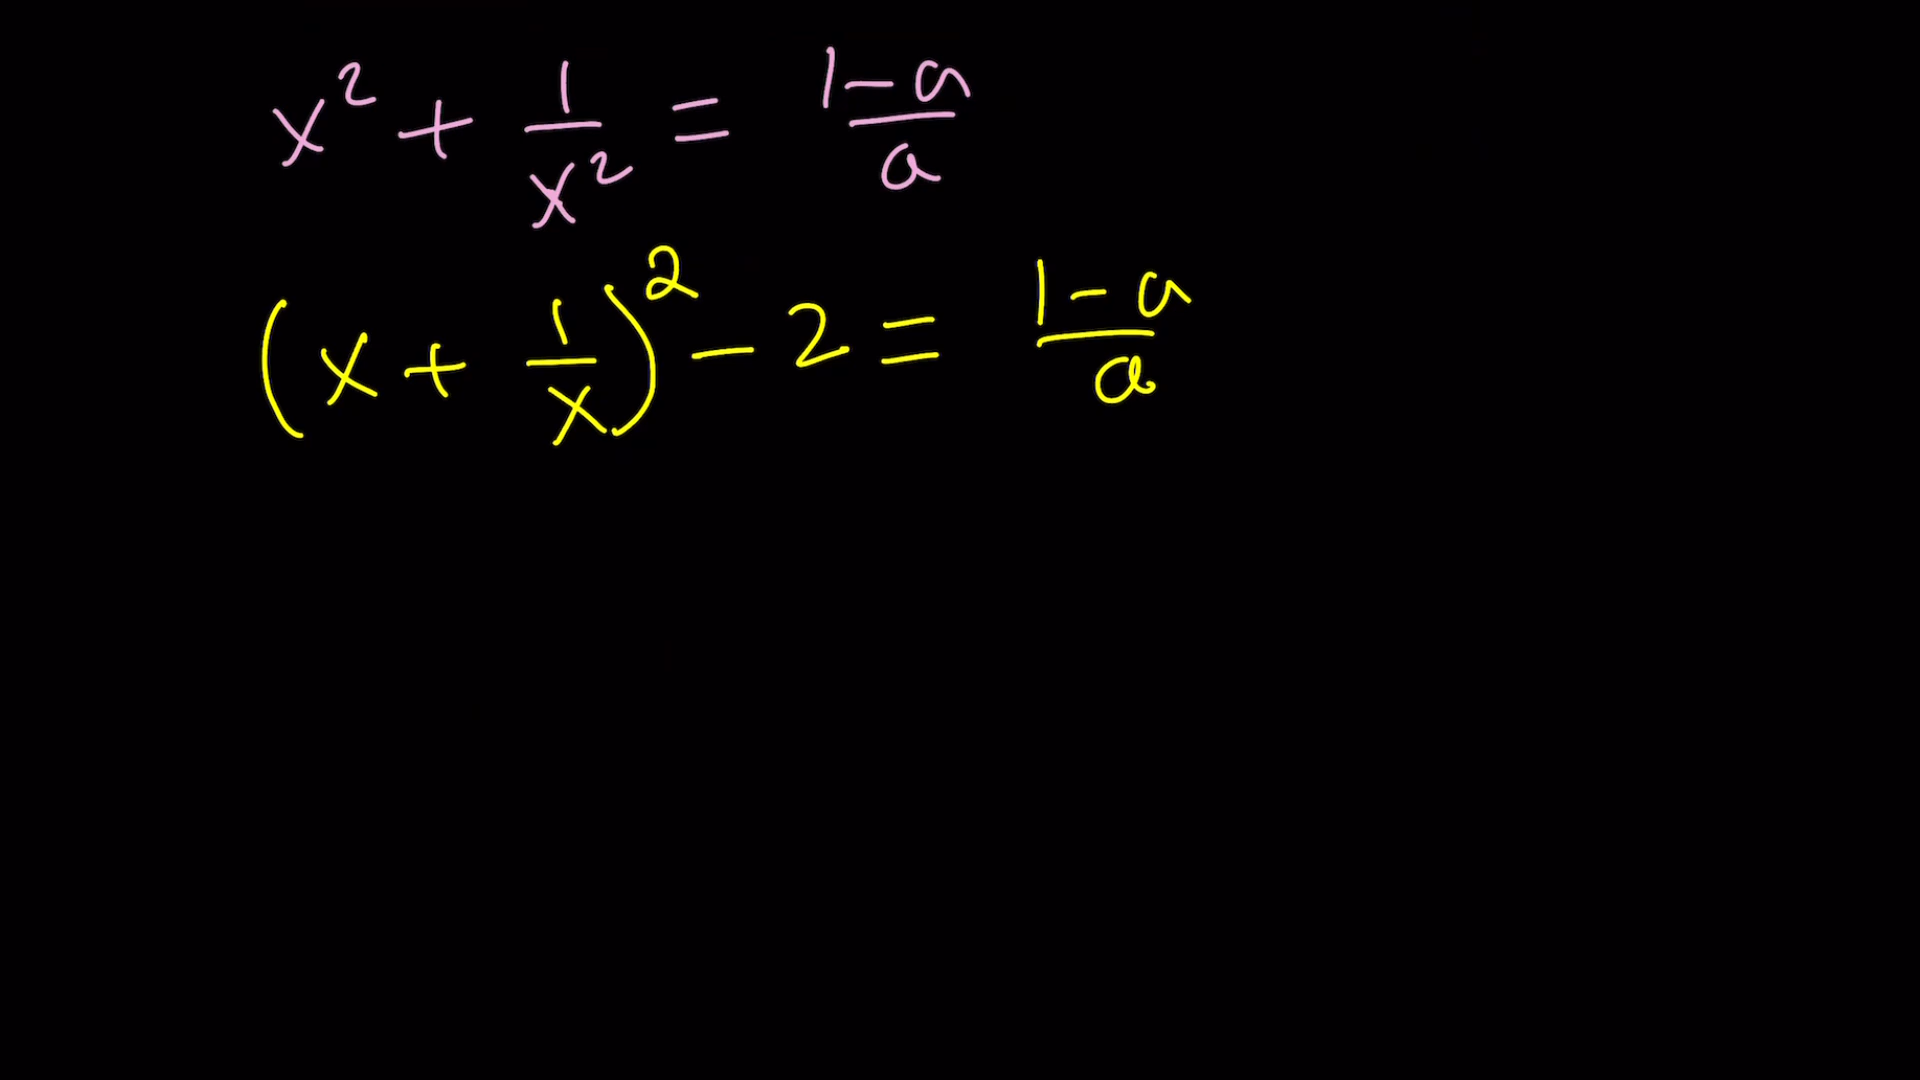 x² + 1/x² = (1-a)/a
(x + 1/x)² - 2 = (1-a)/a